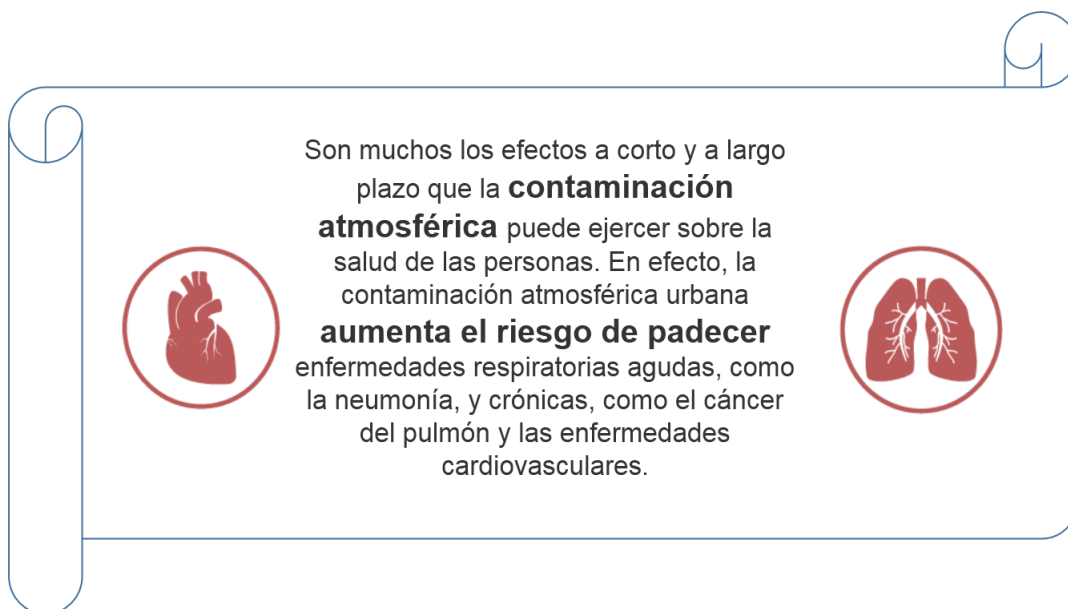 Son muchos los efectos a corto y a largo
plazo que la contaminación
atmosférica puede ejercer sobre la
salud de las personas. En efecto, la
contaminación atmosférica urbana
aumenta el riesgo de padecer
enfermedades respiratorias agudas, como
la neumonía, y crónicas, como el cáncer
del pulmón y las enfermedades
cardiovasculares.